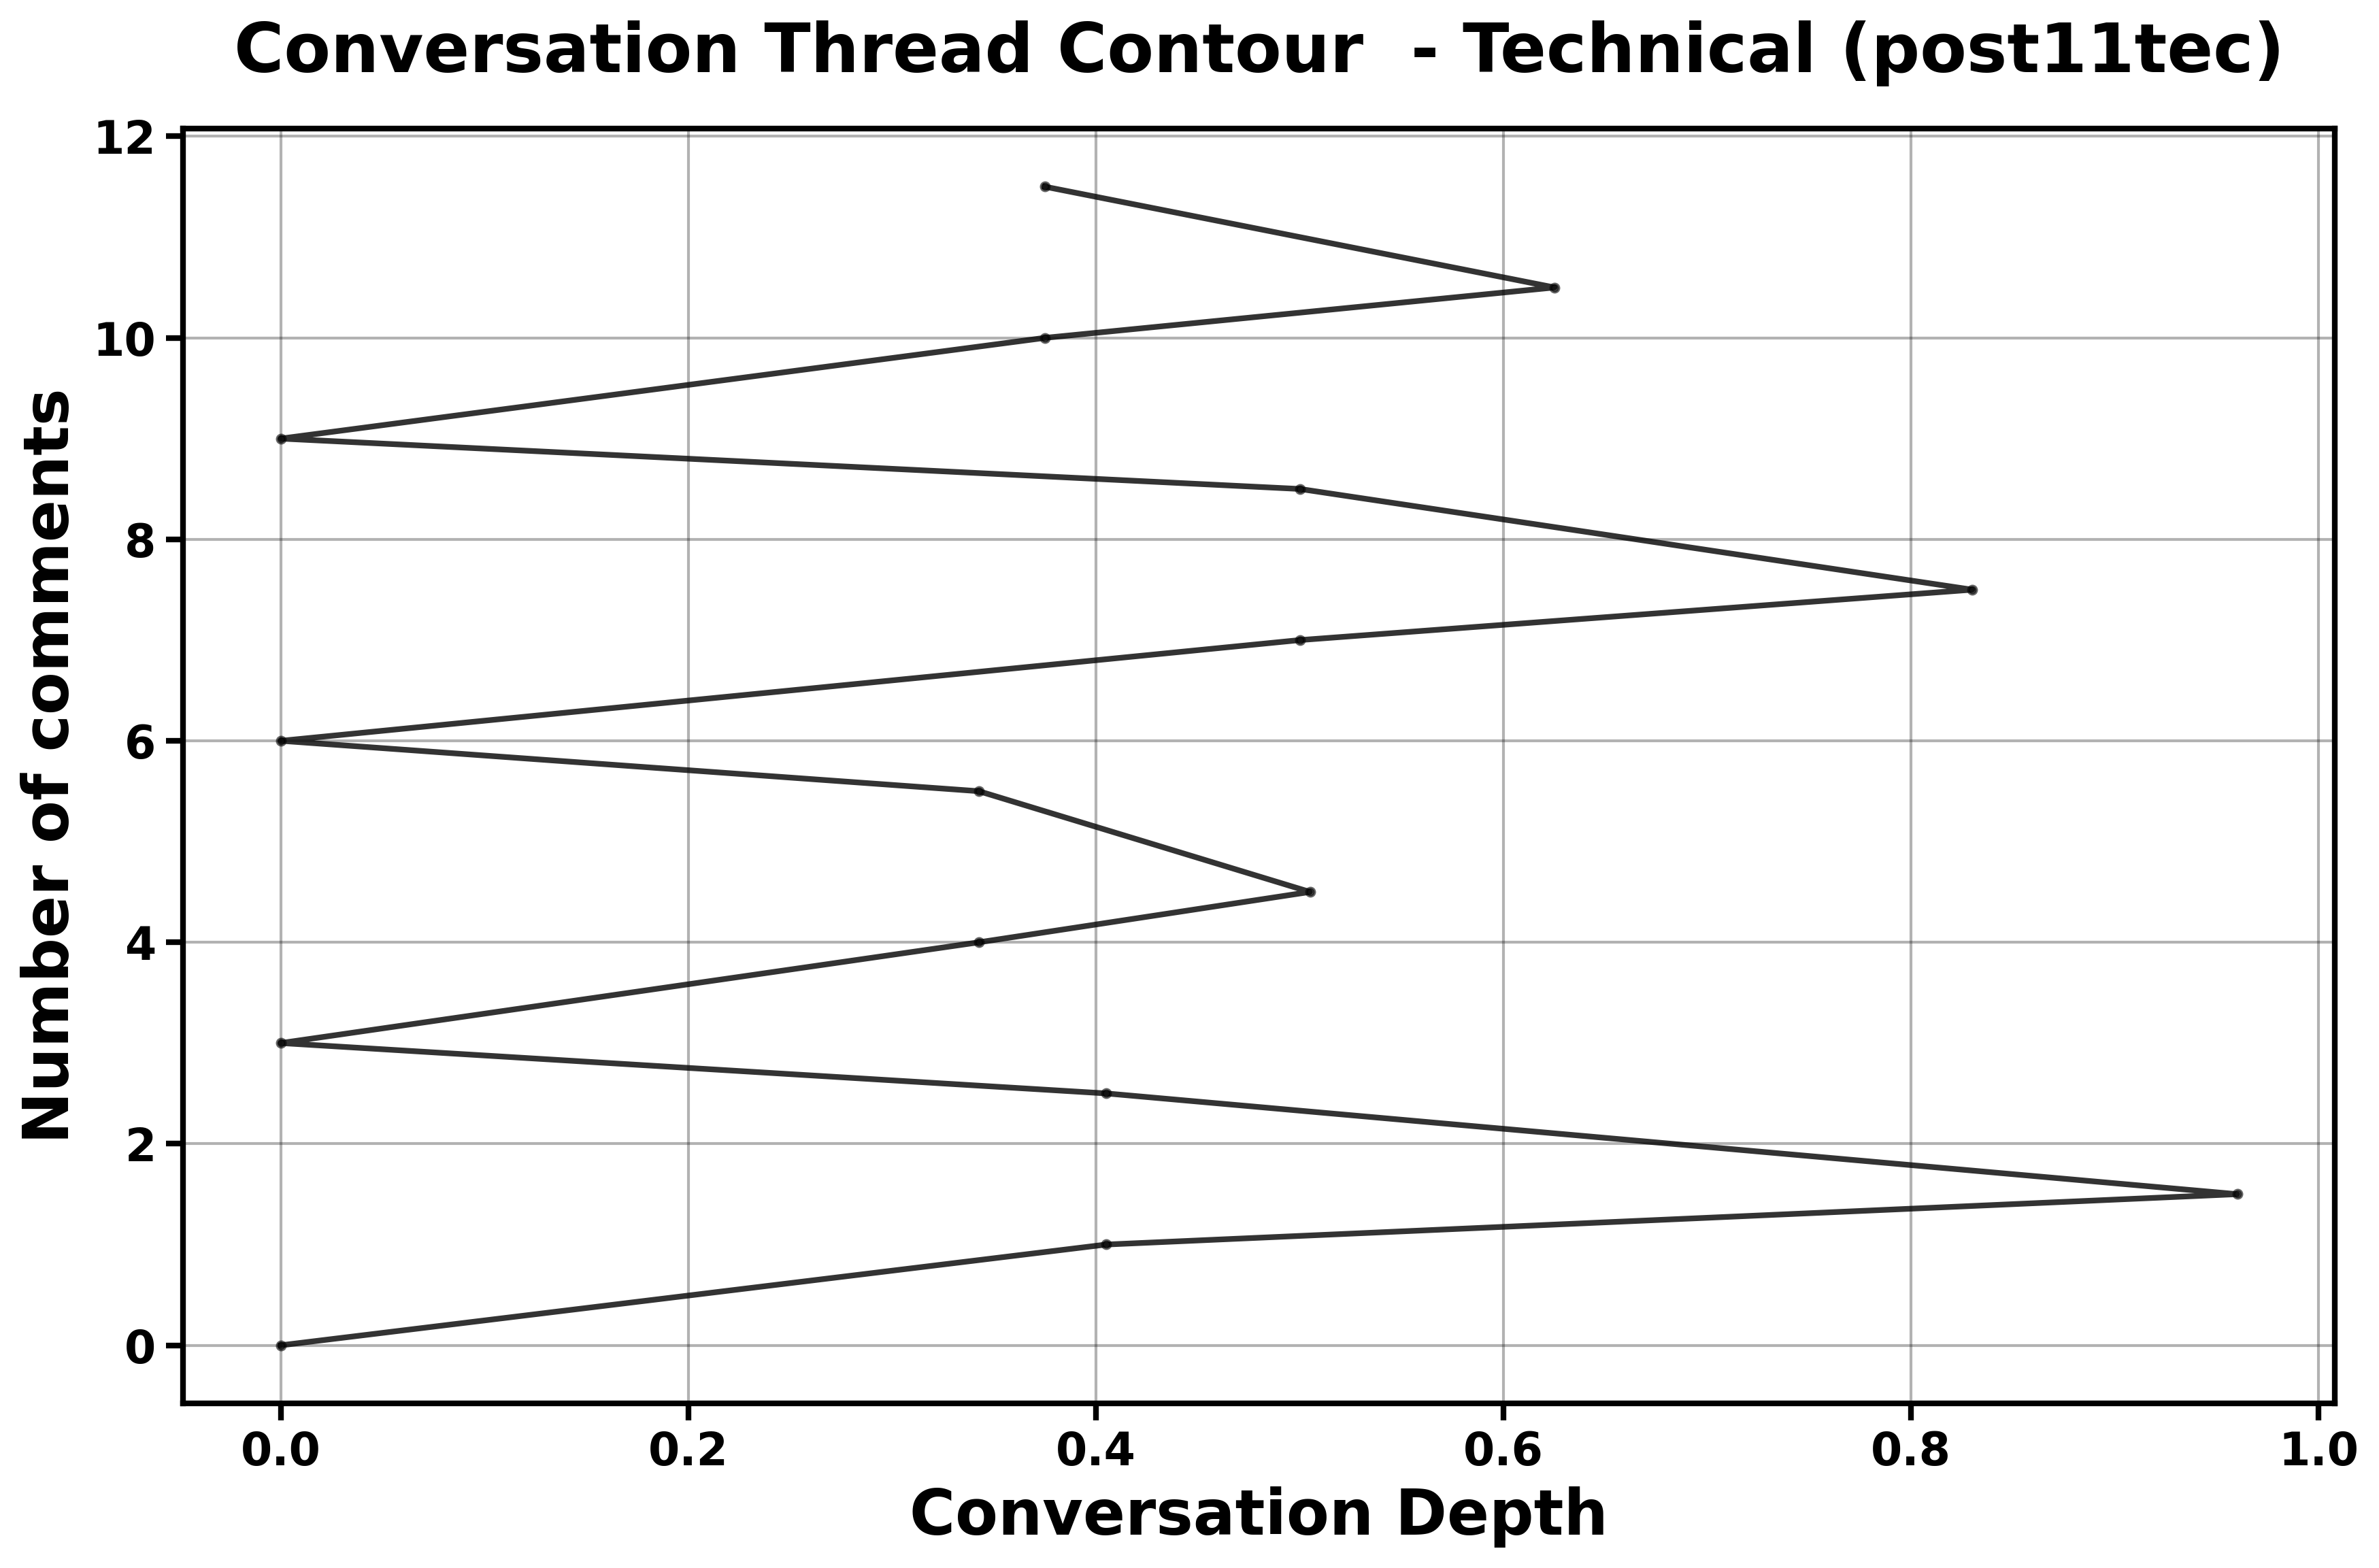 Conversation Thread Contour  - Technical (post11tec)
12
10
8
6
4
2
0
Number of comments
0.0 0.2 0.4 0.6 0.8 1.0
Conversation Depth